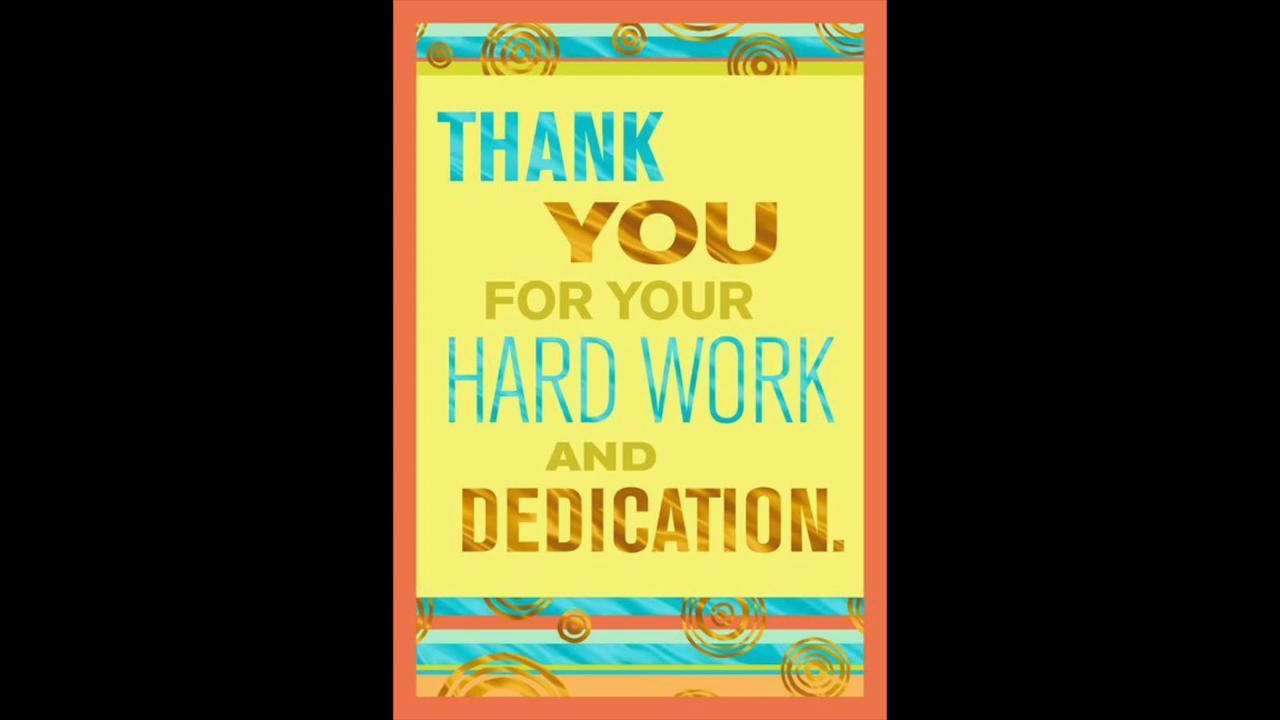 THANK
YOU
FOR YOUR
HARD WORK
AND
DEDICATION.